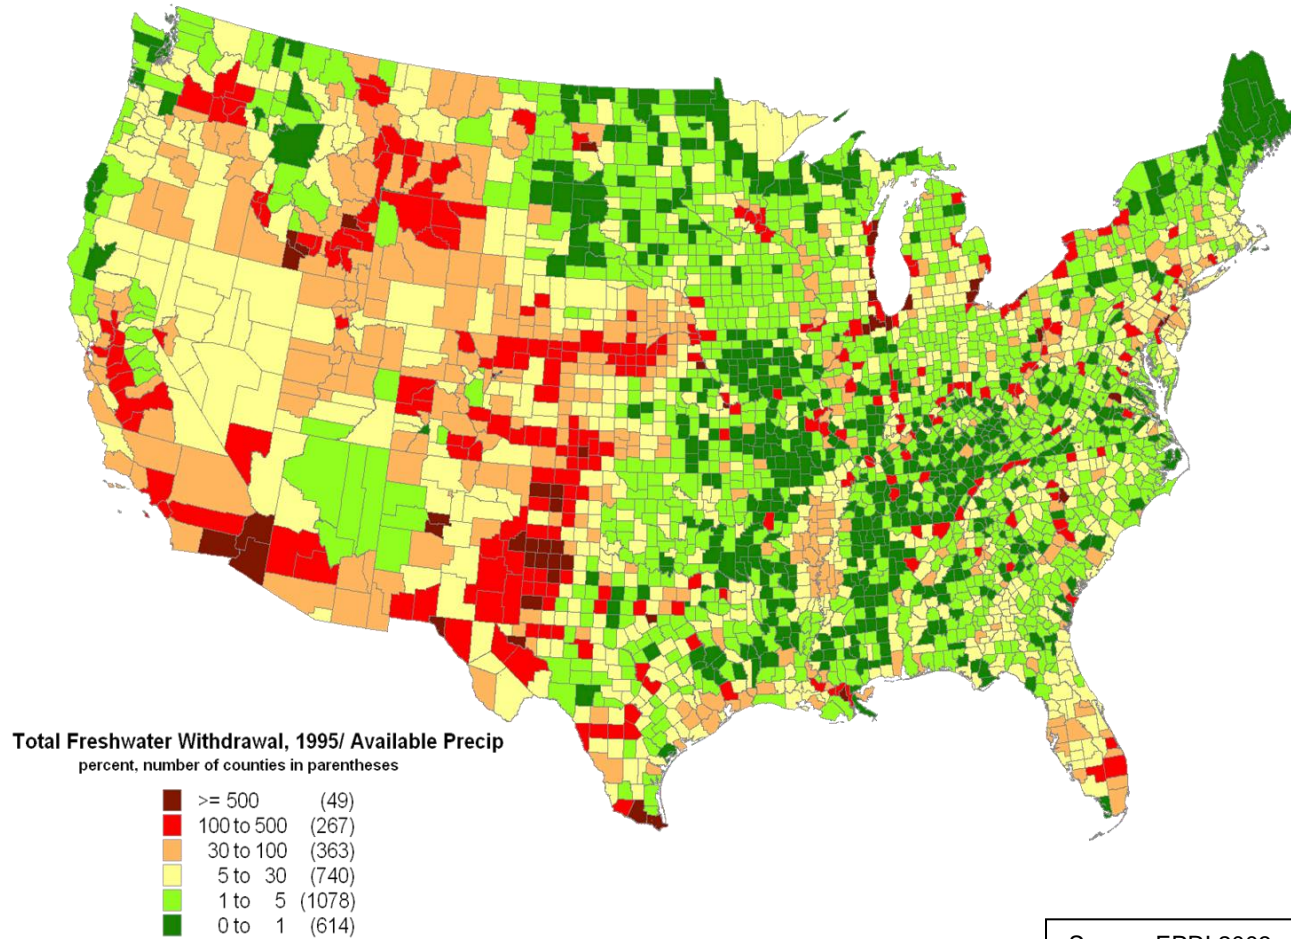 Total Freshwater Withdrawal, 1995/ Available Precip
percent, number of counties in parentheses
>= 500 (49)
100 to 500 (267)
30 to 100 (363)
5 to 30 (740)
1 to 5 (1078)
0 to 1 (614)